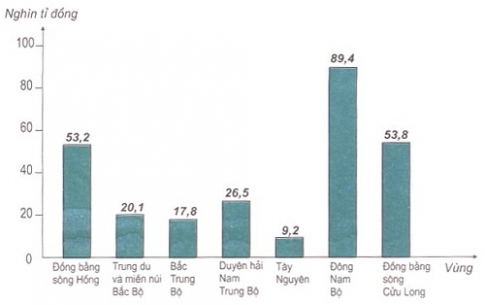 Nghìn tỉ đồng
100
80
60
40
20
0
53,2
20,1
17,8
26,5
9,2
89,4
53,8
Đồng bằng
sông Hồng
Trung du
và miền núi
Bắc Bộ
Bắc
Trung
Bộ
Duyên hải
Nam
Trung Bộ
Tây
Nguyên
Đông
Nam
Bộ
Đồng bằng
sông
Cửu Long
Vùng